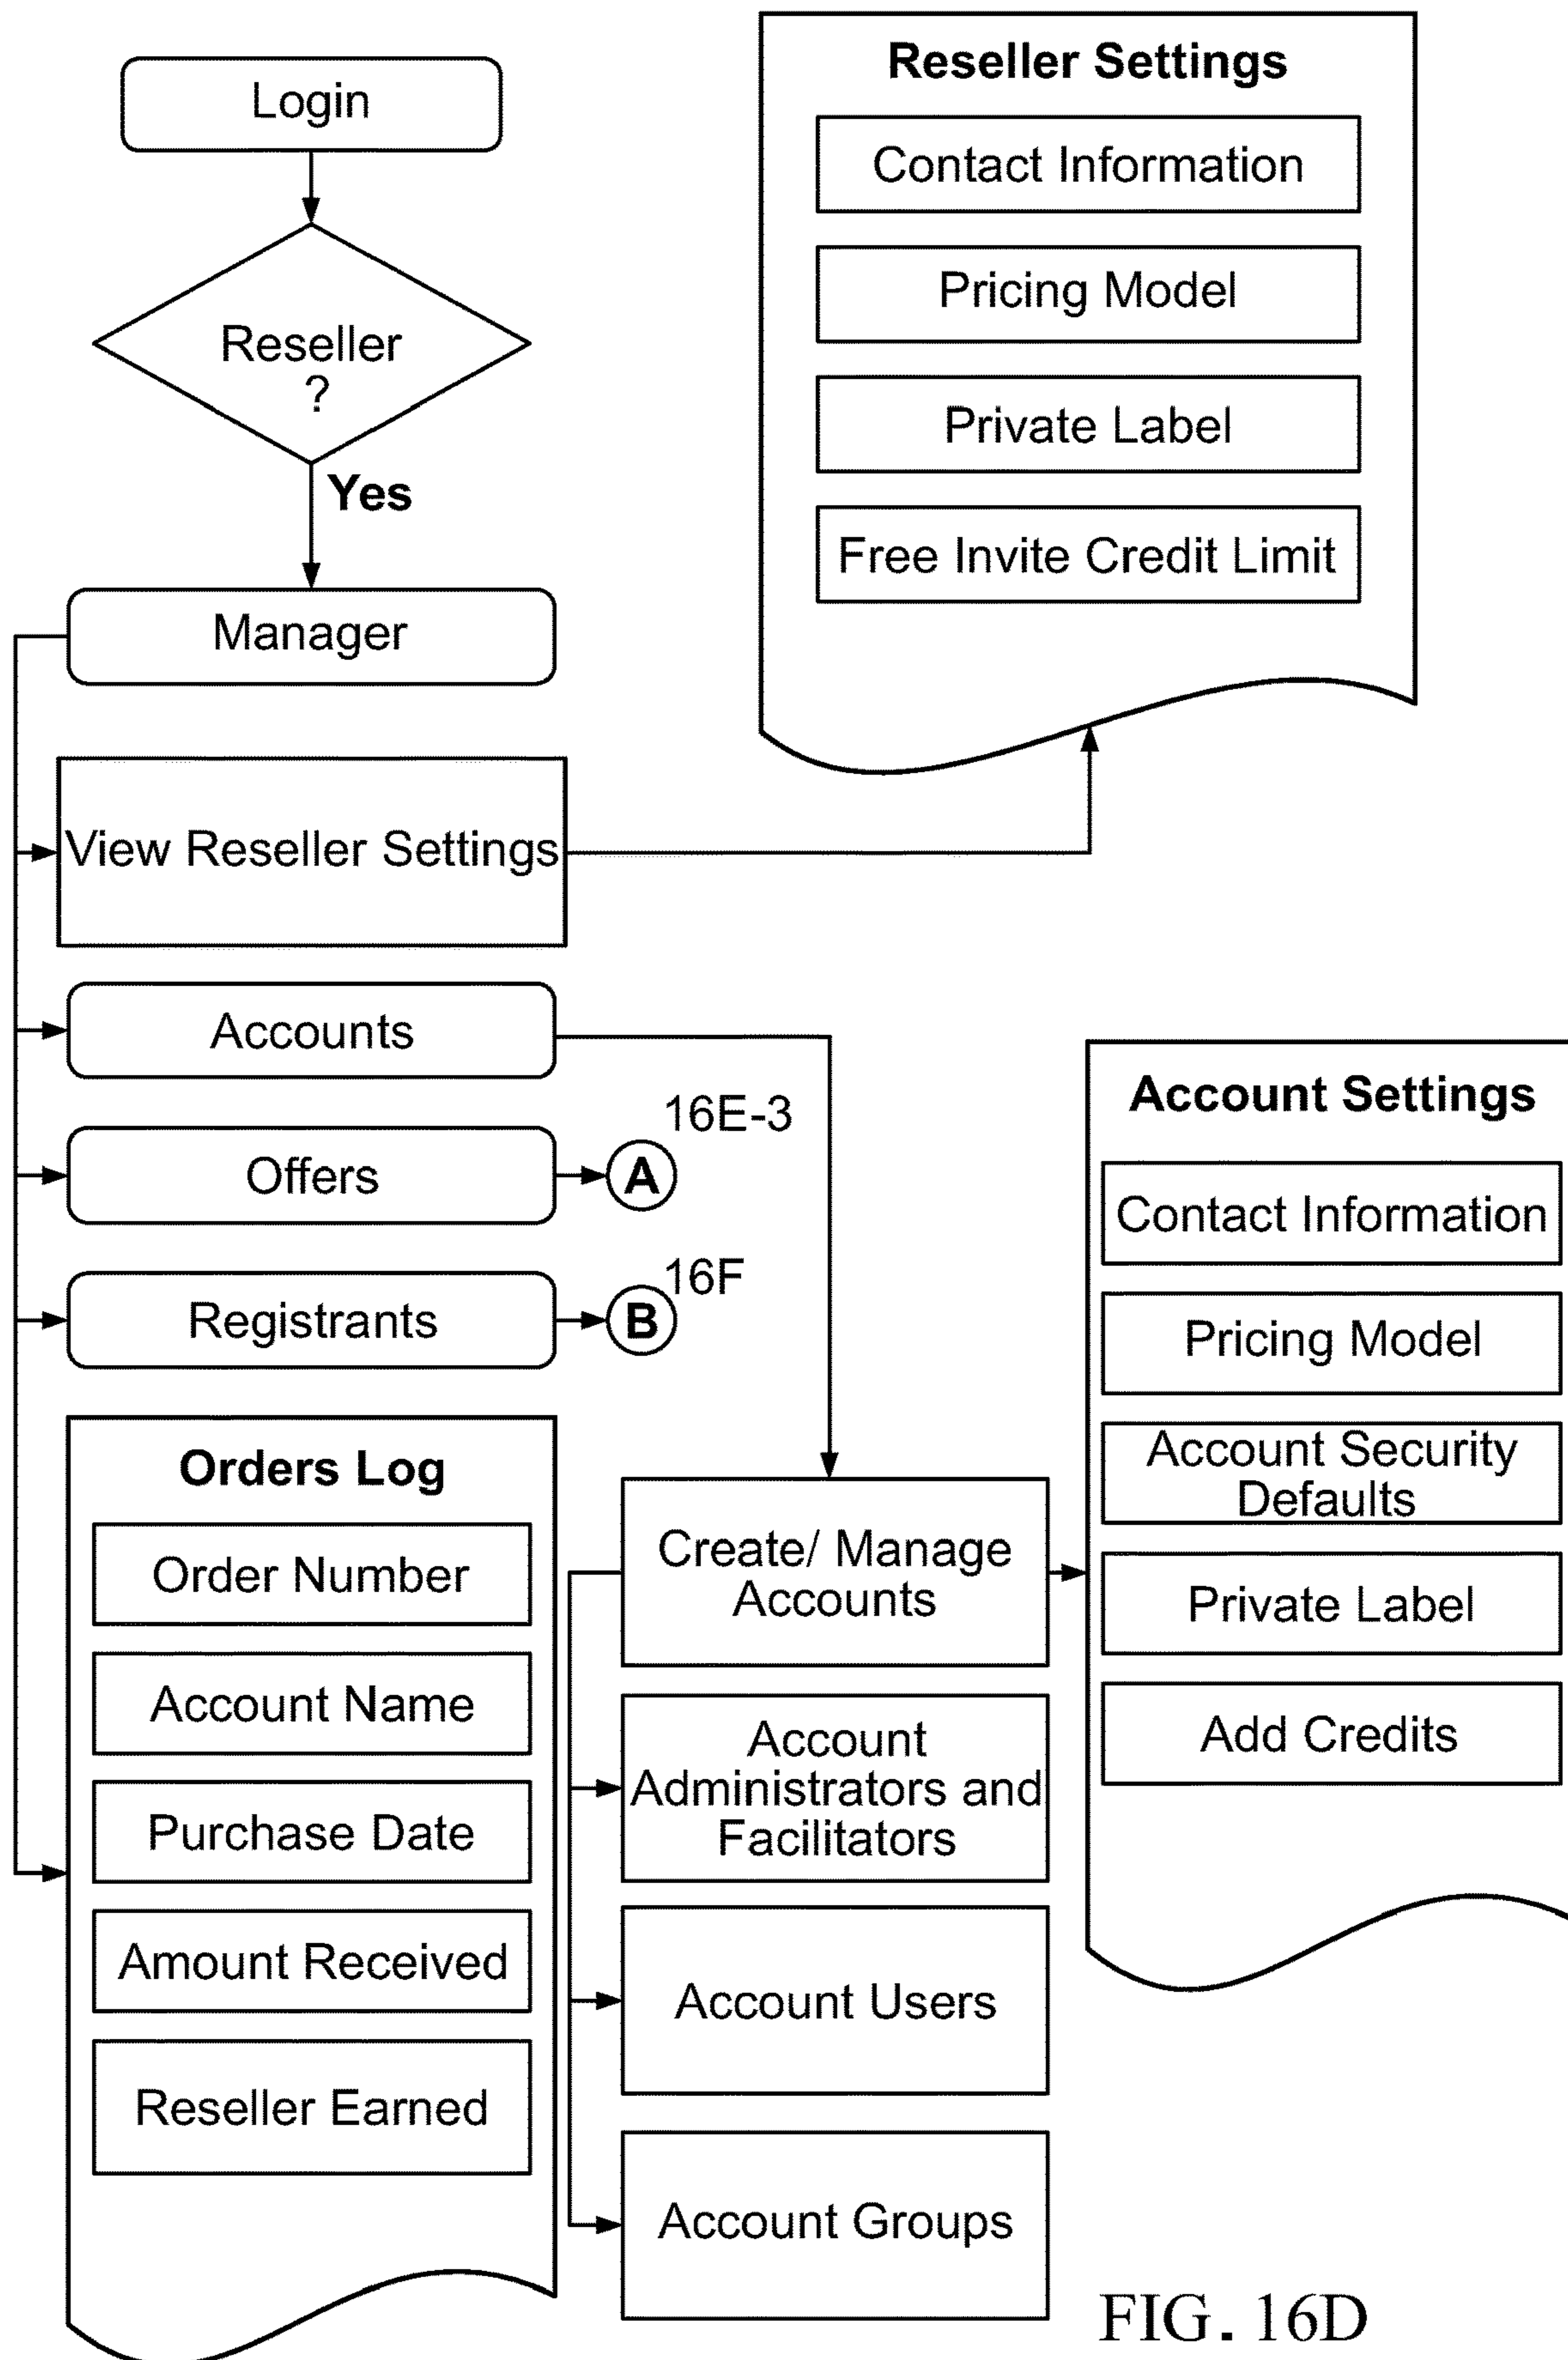 Login
Reseller
?
Yes
Manager
View Reseller Settings
Accounts
Offers
16E-3
A
Registrants
16F
B
Reseller Settings
Contact Information
Pricing Model
Private Label
Free Invite Credit Limit
Orders Log
Order Number
Account Name
Purchase Date
Amount Received
Reseller Earned
Create/ Manage
Accounts
Account
Administrators and
Facilitators
Account Users
Account Groups
Account Settings
Contact Information
Pricing Model
Account Security
Defaults
Private Label
Add Credits
FIG. 16D